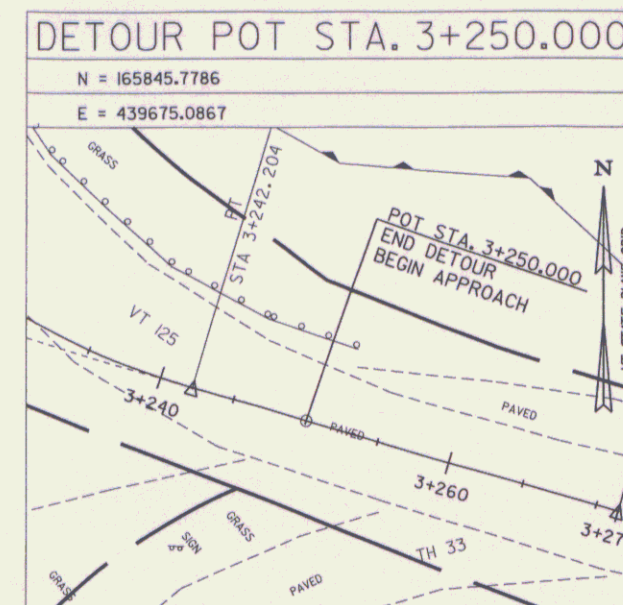 DETOUR POT STA. 3+250.000
N = 165845.7786
E = 439675.0867
GRASS
PT
STA 3+242.204
N
POT STA. 3+250.000
END DETOUR
BEGIN APPROACH
VT 125
3+240
PAVED
PAVED
3+260
3+27
GRASS
SIGN
TH 33
GRASS
PAVED